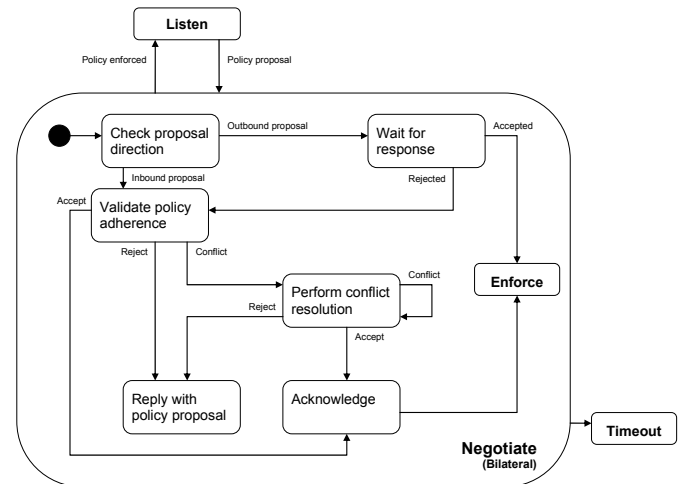 Listen
Policy enforced
Policy proposal
Check proposal
direction
Outbound proposal
Wait for
response
Accepted
Inbound proposal
Rejected
Accept
Validate policy
adherence
Reject
Conflict
Perform conflict
resolution
Conflict
Enforce
Reject
Accept
Reply with
policy proposal
Acknowledge
Negotiate
(Bilateral)
Timeout